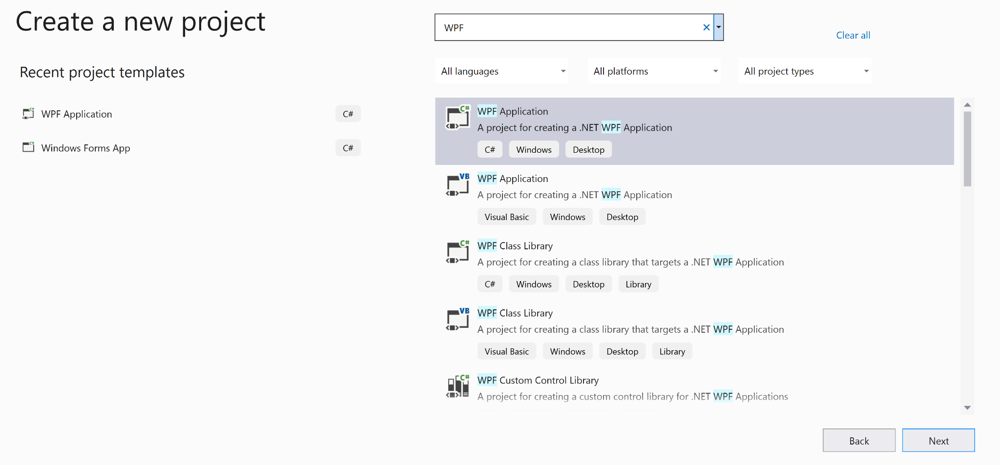 Create a new project
WPF
Clear all
Recent project templates
All languages
All platforms
All project types
WPF Application
C#
Windows Forms App
C#
C#
WPF Application
A project for creating a .NET WPF Application
C#
Windows
Desktop
VB
WPF Application
A project for creating a .NET WPF Application
Visual Basic
Windows
Desktop
C#
WPF Class Library
A project for creating a class library that targets a .NET WPF Application
C#
Windows
Desktop
Library
VB
WPF Class Library
A project for creating a class library that targets a .NET WPF Application
Visual Basic
Windows
Desktop
Library
C#
WPF Custom Control Library
A project for creating a custom control library for .NET WPF Applications
Back
Next